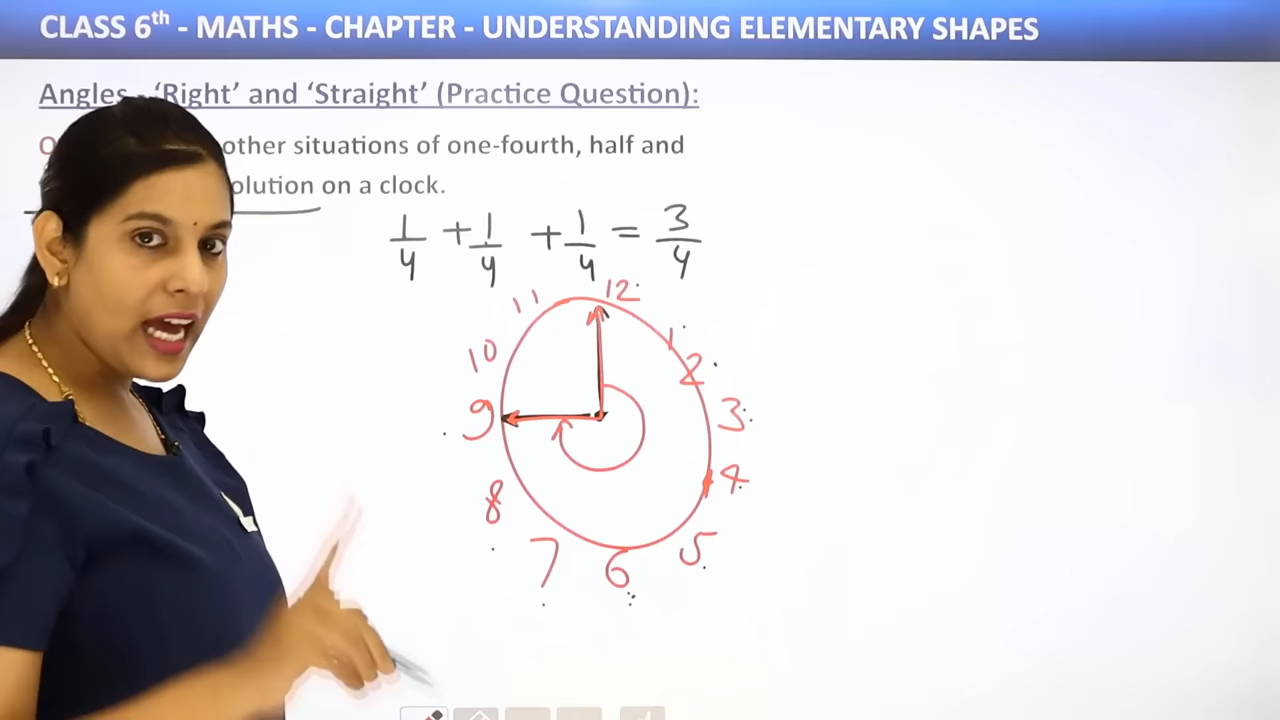 CLASS 6th - MATHS - CHAPTER - UNDERSTANDING ELEMENTARY SHAPES
Angles - 'Right' and 'Straight' (Practice Question):
other situations of one-fourth, half and
olution on a clock.
1/4 + 1/4 + 1/4 = 3/4
12
11
1
10
2
9
3
8
4
7
5
6